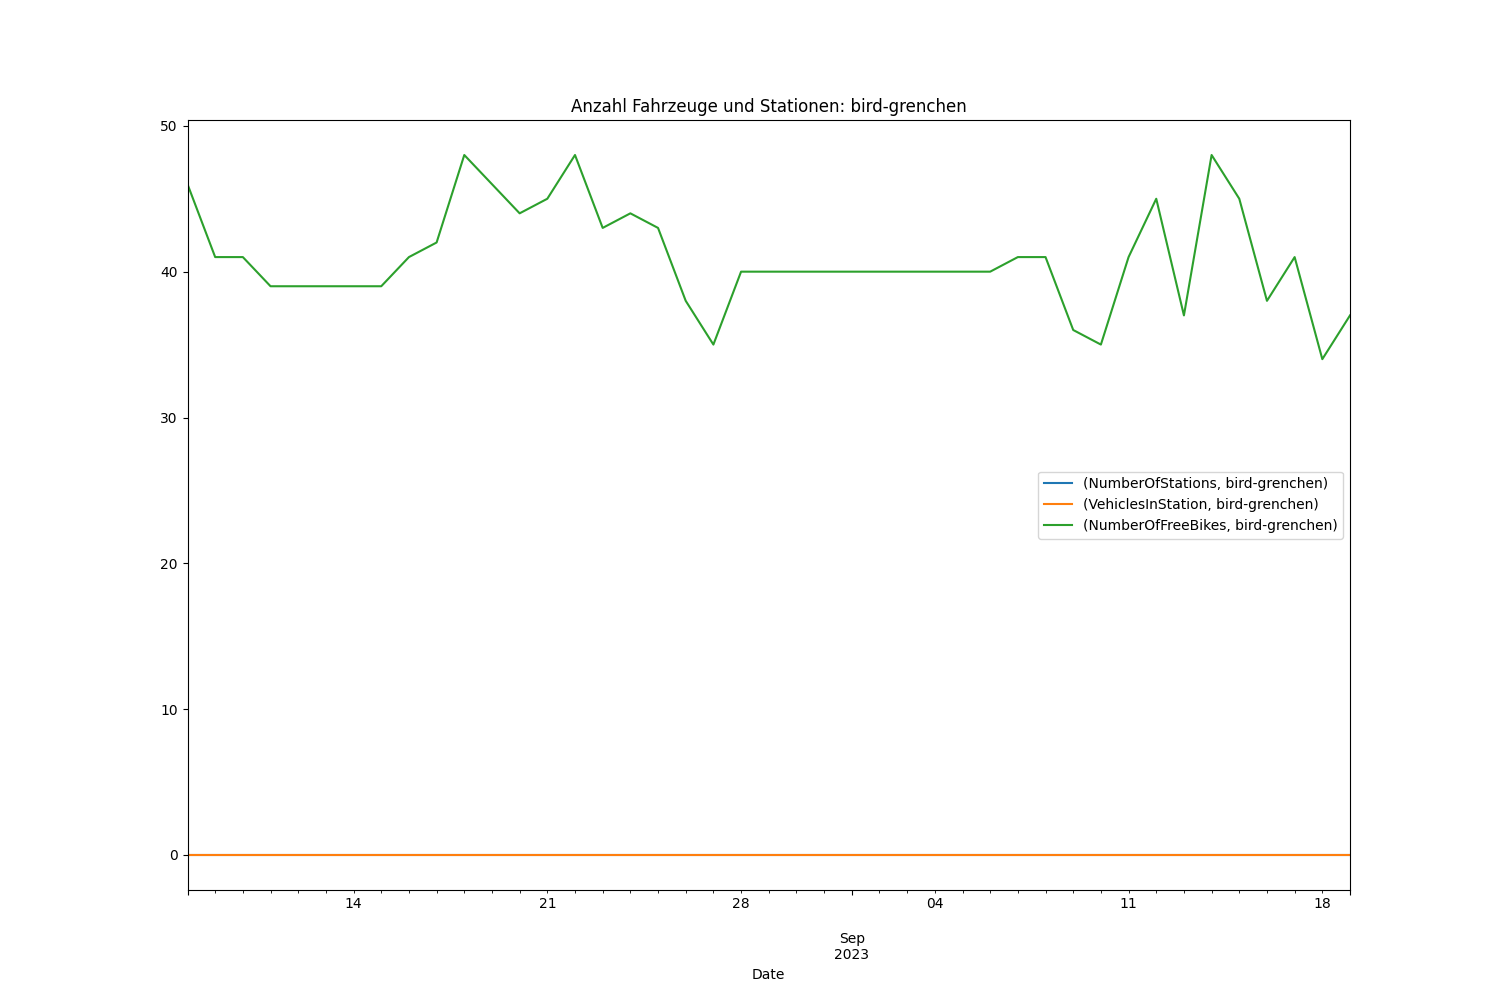 Anzahl Fahrzeuge und Stationen: bird-grenchen
50
40
30
20
10
0
(NumberOfStations, bird-grenchen)
(VehiclesInStation, bird-grenchen)
(NumberOfFreeBikes, bird-grenchen)
14 21 28 04 11 18
Sep
2023
Date